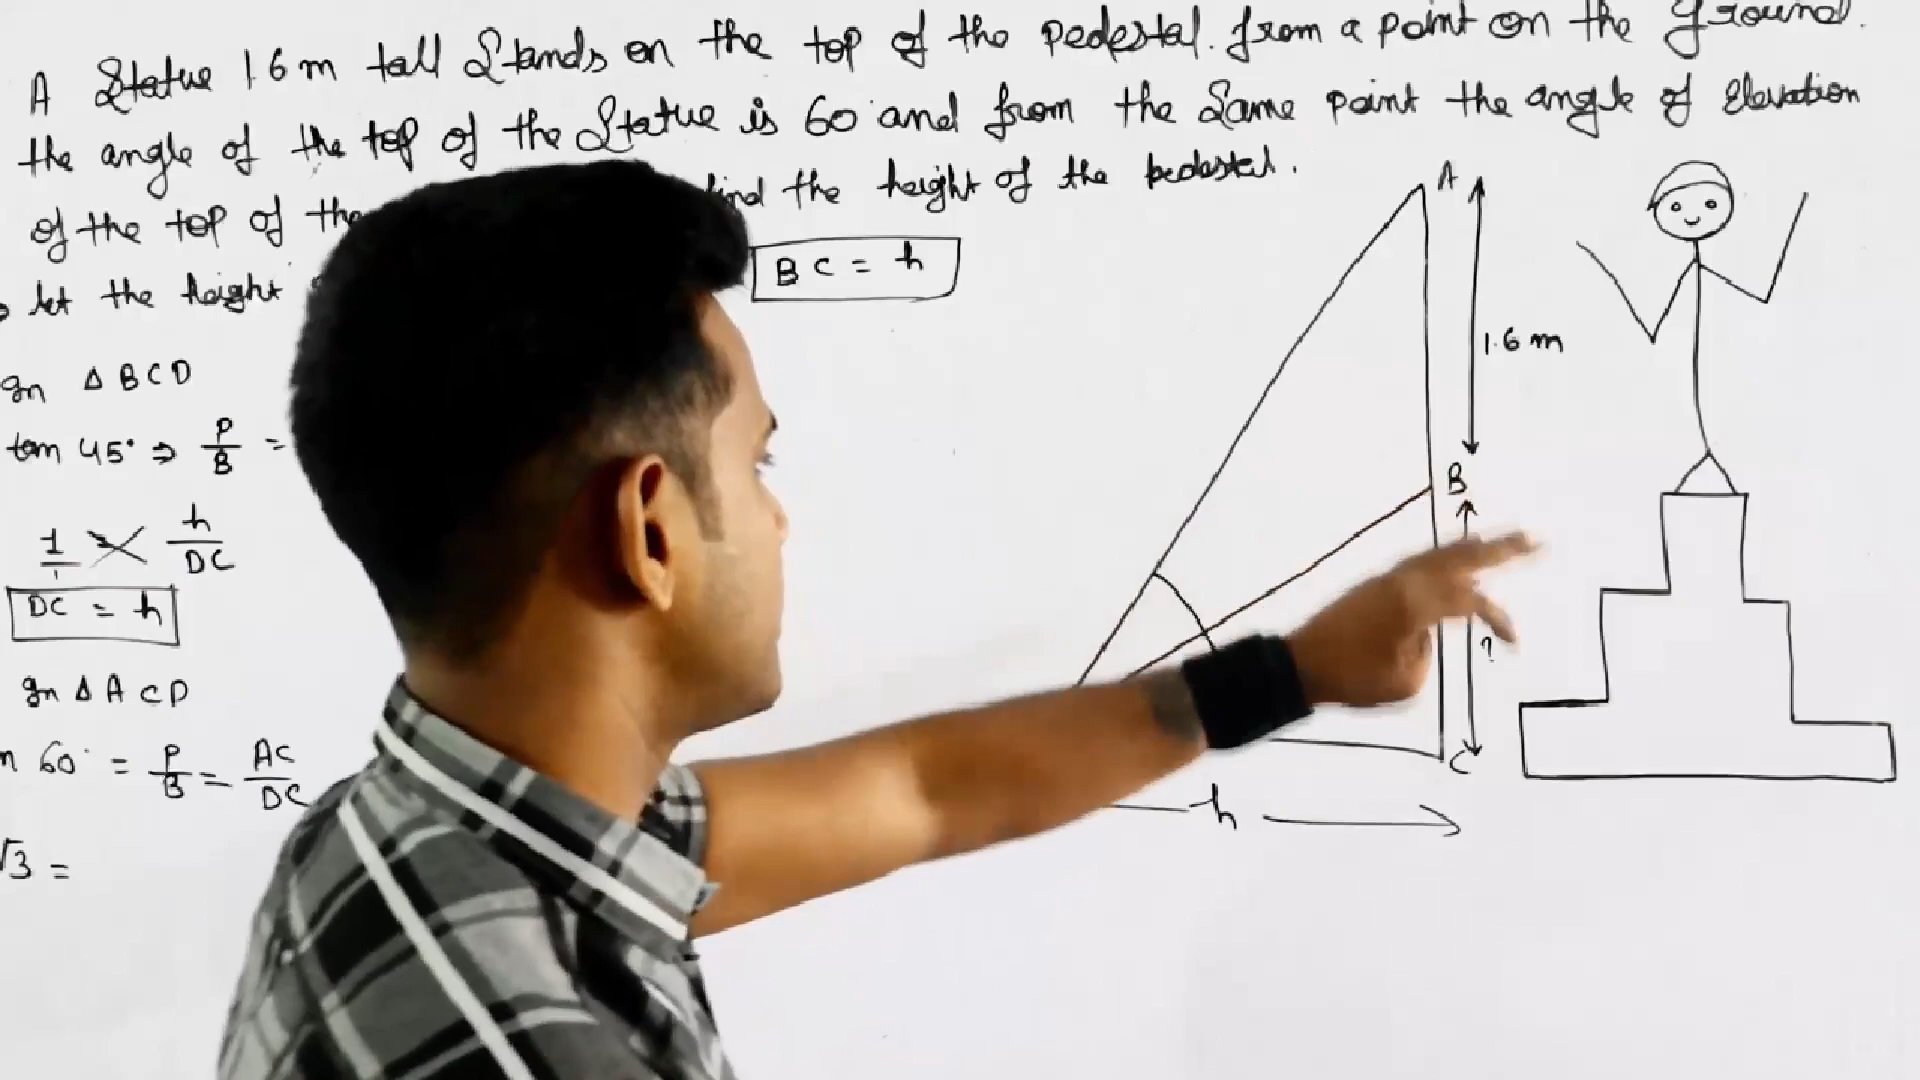 A Statue 1.6 m tall Stands on the top of the pedestal. from a point on the ground.
the angle of the top of the Statue is 60° and from the Same point the angle of Elevation
of the top of the find the height of the pedestal.
let the height
BC = h
In Δ BCD
tan 45° ⇒ P/B =
1/1 h/DC
DC = h
In Δ ACD
60° = P/B = AC/DC
√3 =
A
1.6 m
B
?
C
h